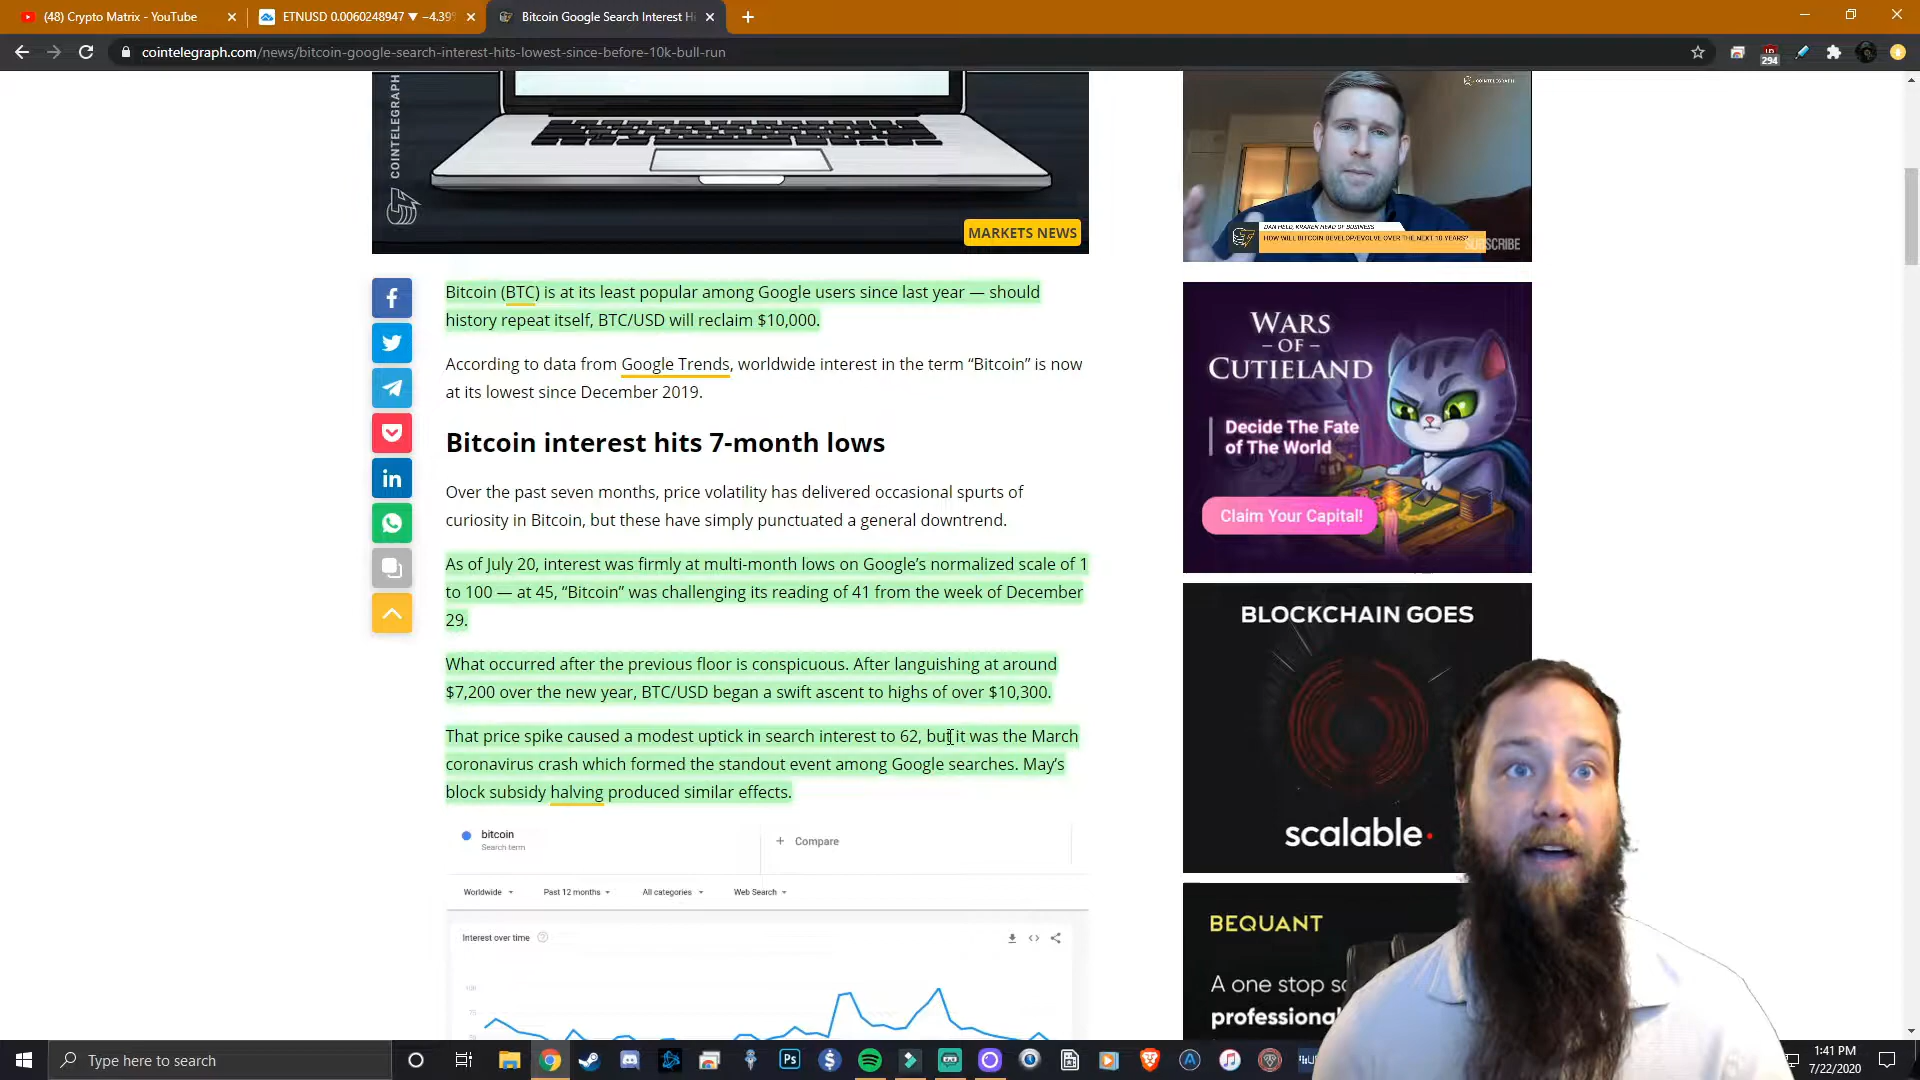 (48) Crypto Matrix - YouTube
ETNUSD 0.0060248947 ▼ −4.39%
Bitcoin Google Search Interest Hi
cointelegraph.com/news/bitcoin-google-search-interest-hits-lowest-since-before-10k-bull-run
294
COINTELEGRAPH
MARKETS NEWS
DAN HELD, KRAKEN HEAD OF BUSINESS
HOW WILL BITCOIN DEVELOP/EVOLVE OVER THE NEXT 10 YEARS?
SUBSCRIBE
Bitcoin (BTC) is at its least popular among Google users since last year — should
history repeat itself, BTC/USD will reclaim $10,000.
According to data from Google Trends, worldwide interest in the term “Bitcoin” is now
at its lowest since December 2019.
Bitcoin interest hits 7-month lows
Over the past seven months, price volatility has delivered occasional spurts of
curiosity in Bitcoin, but these have simply punctuated a general downtrend.
As of July 20, interest was firmly at multi-month lows on Google’s normalized scale of 1
to 100 — at 45, “Bitcoin” was challenging its reading of 41 from the week of December
29.
What occurred after the previous floor is conspicuous. After languishing at around
$7,200 over the new year, BTC/USD began a swift ascent to highs of over $10,300.
That price spike caused a modest uptick in search interest to 62, but it was the March
coronavirus crash which formed the standout event among Google searches. May’s
block subsidy halving produced similar effects.
bitcoin
Search term
+ Compare
Worldwide
Past 12 months
All categories
Web Search
Interest over time
100
75
WARS
OF
CUTIELAND
Decide The Fate
of The World
Claim Your Capital!
BLOCKCHAIN GOES
scalable
BEQUANT
A one stop
professional
Type here to search
1:41 PM
7/22/2020